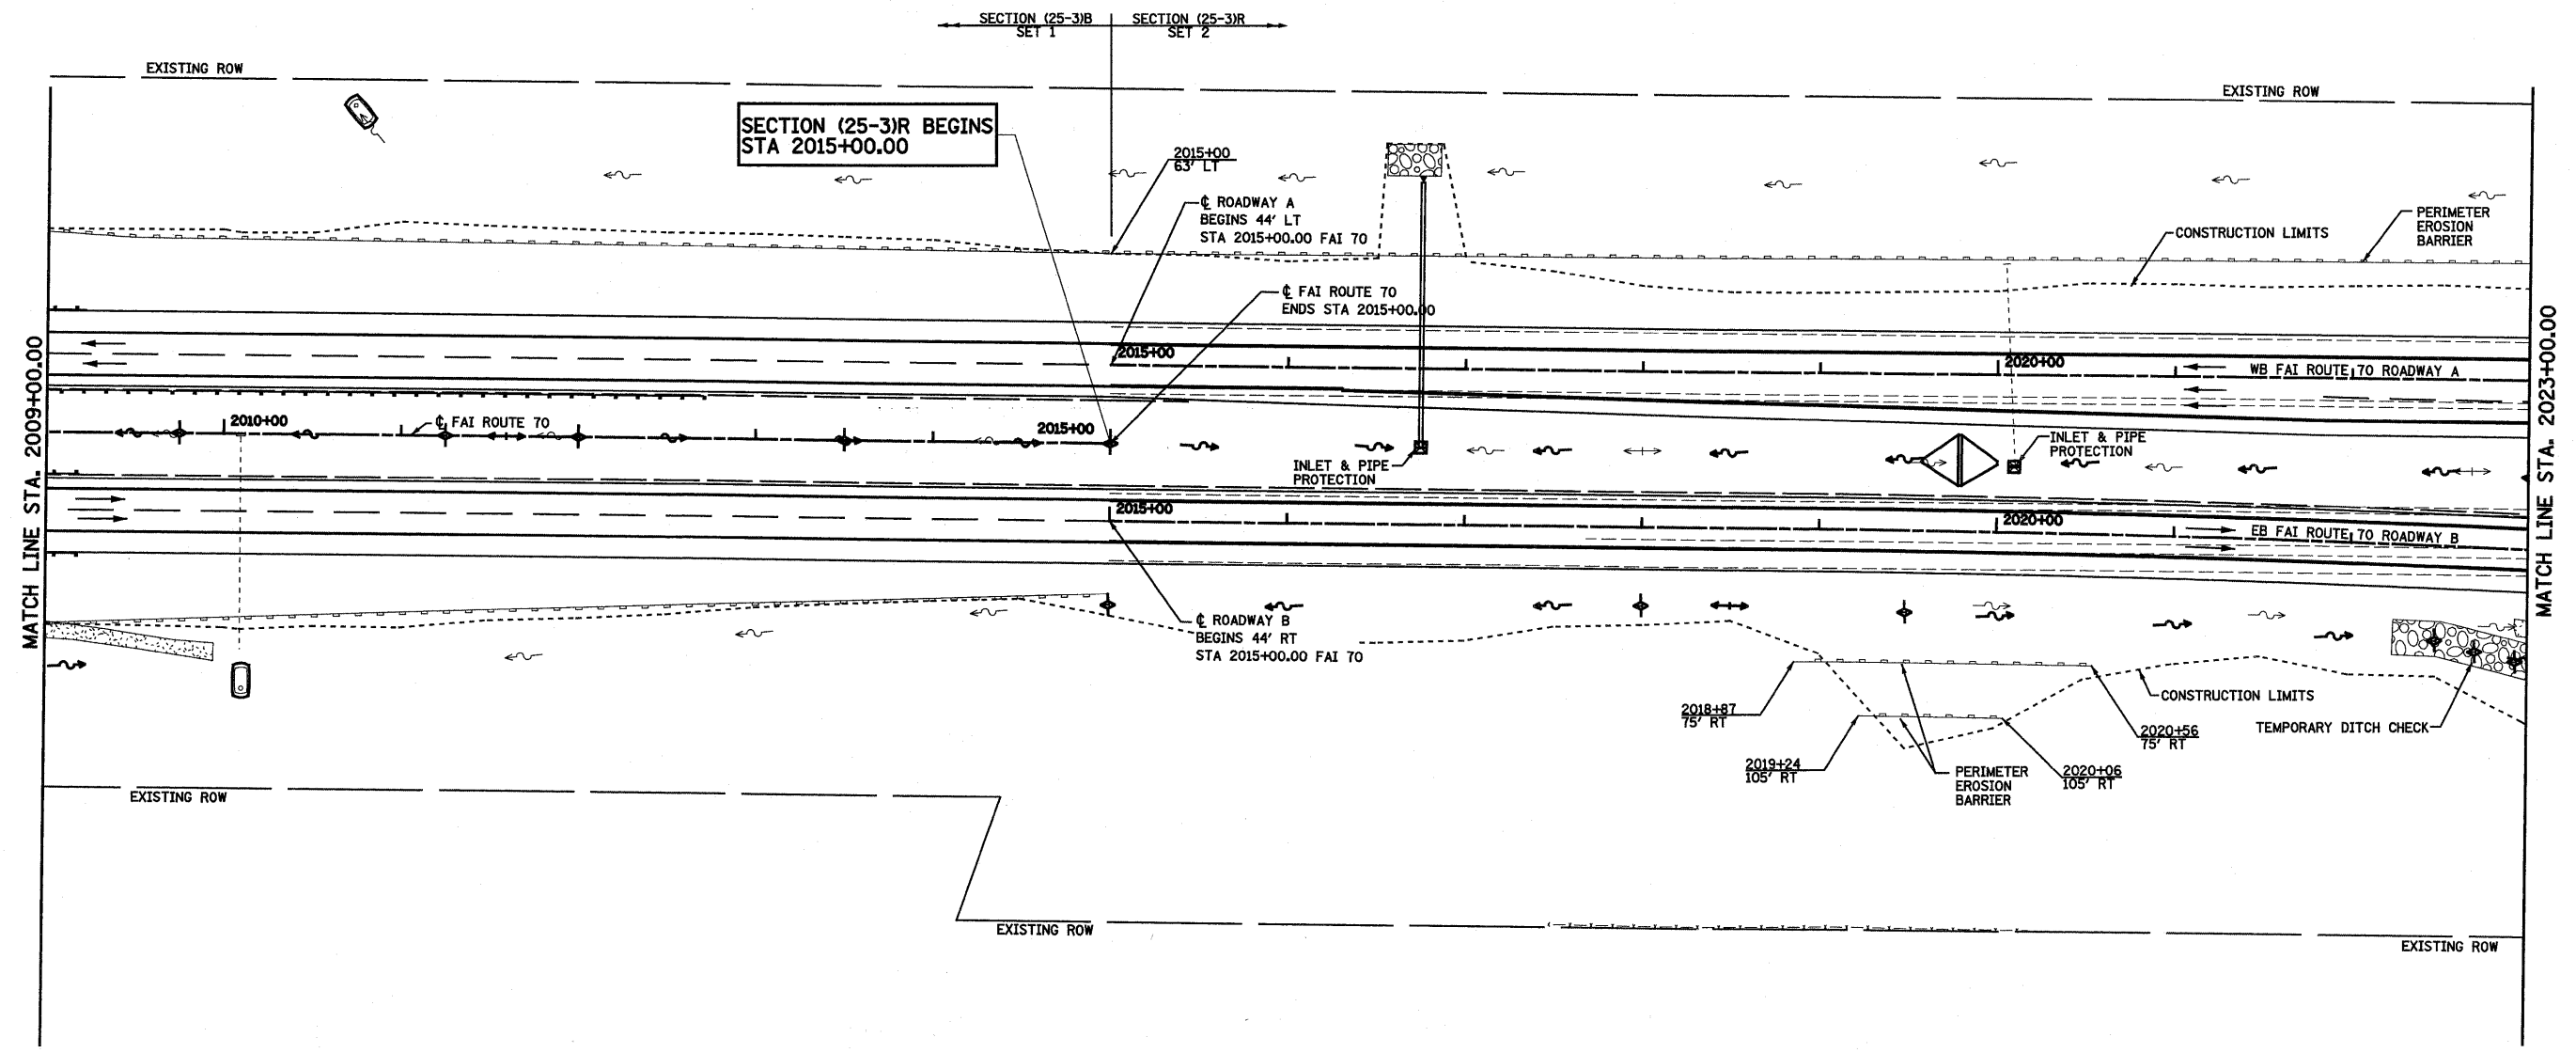 SECTION (25-3)B
SET 1
SECTION (25-3)R
SET 2
EXISTING ROW
EXISTING ROW
SECTION (25-3)R BEGINS
STA 2015+00.00
2015+00
63' LT
℄ ROADWAY A
BEGINS 44' LT
STA 2015+00.00 FAI 70
PERIMETER
EROSION
BARRIER
CONSTRUCTION LIMITS
℄ FAI ROUTE 70
ENDS STA 2015+00.00
MATCH LINE STA. 2009+00.00
MATCH LINE STA. 2023+00.00
2015+00
2020+00
WB FAI ROUTE 70 ROADWAY A
2010+00
℄ FAI ROUTE 70
2015+00
INLET & PIPE
PROTECTION
INLET & PIPE
PROTECTION
2015+00
2020+00
EB FAI ROUTE 70 ROADWAY B
℄ ROADWAY B
BEGINS 44' RT
STA 2015+00.00 FAI 70
2018+87
75' RT
CONSTRUCTION LIMITS
2020+56
75' RT
TEMPORARY DITCH CHECK
2019+24
105' RT
PERIMETER
EROSION
BARRIER
2020+06
105' RT
EXISTING ROW
EXISTING ROW
EXISTING ROW